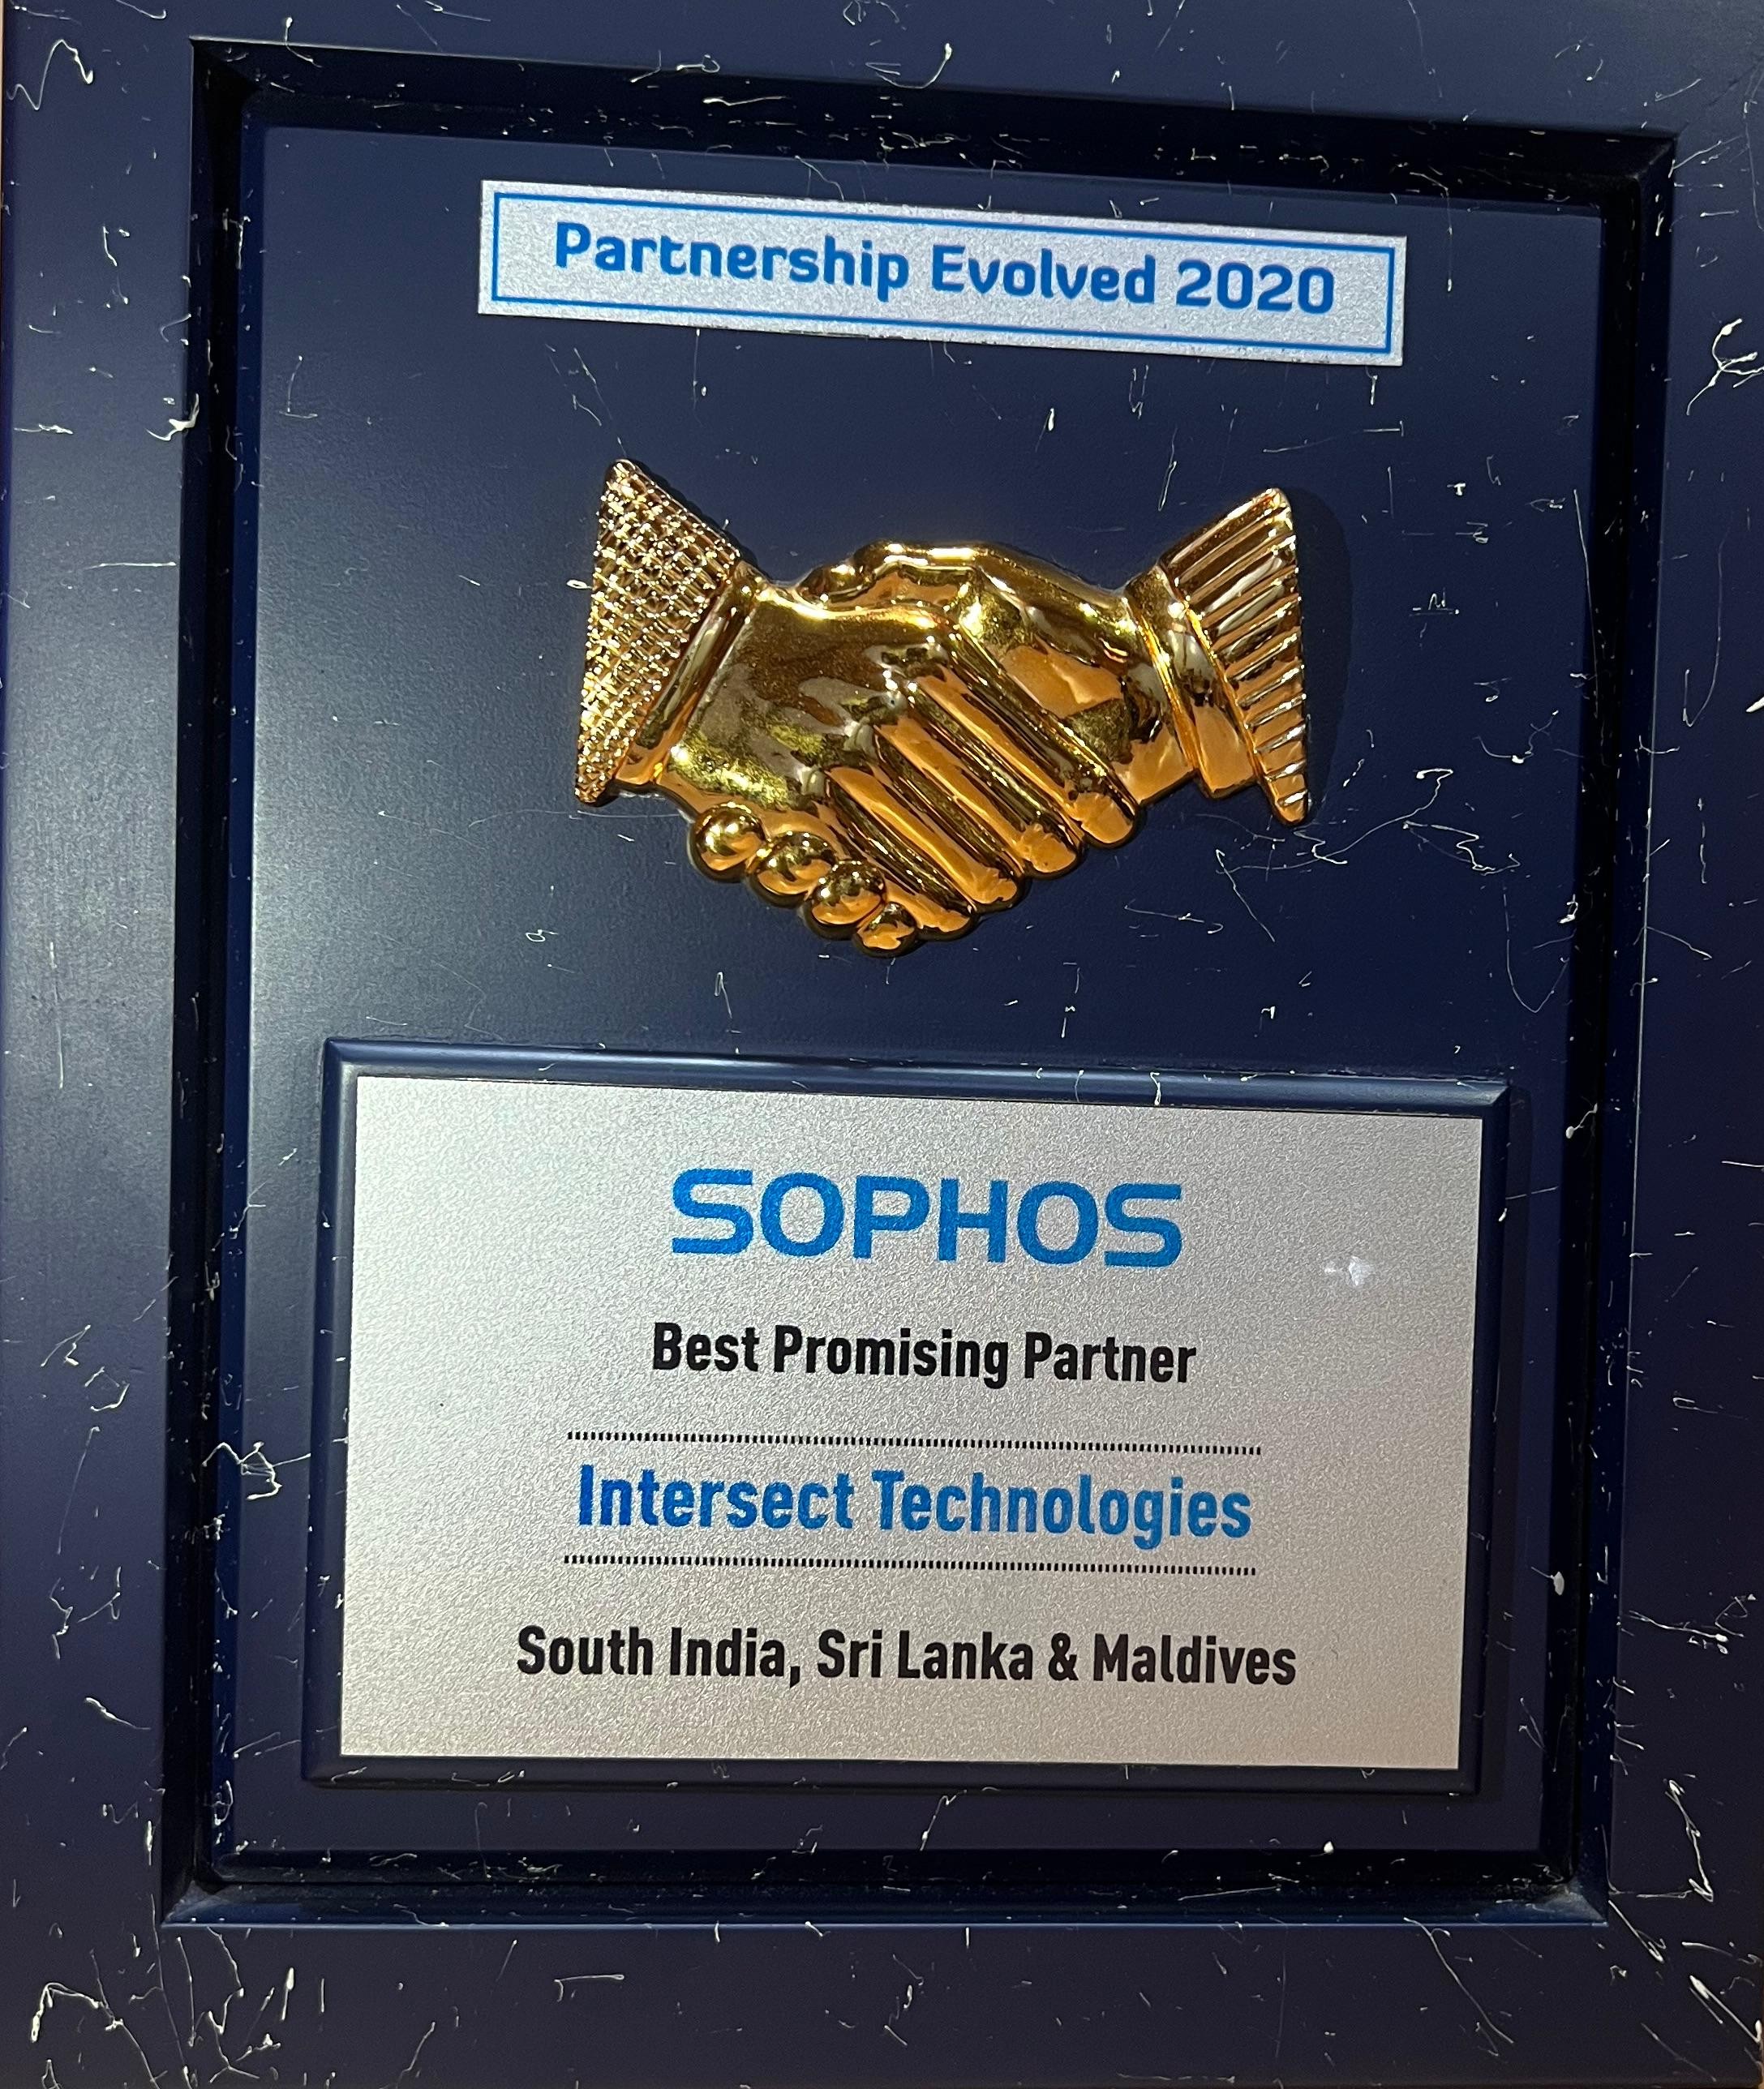 Partnership Evolved 2020
SOPHOS
Best Promising Partner
Intersect Technologies
South India, Sri Lanka & Maldives